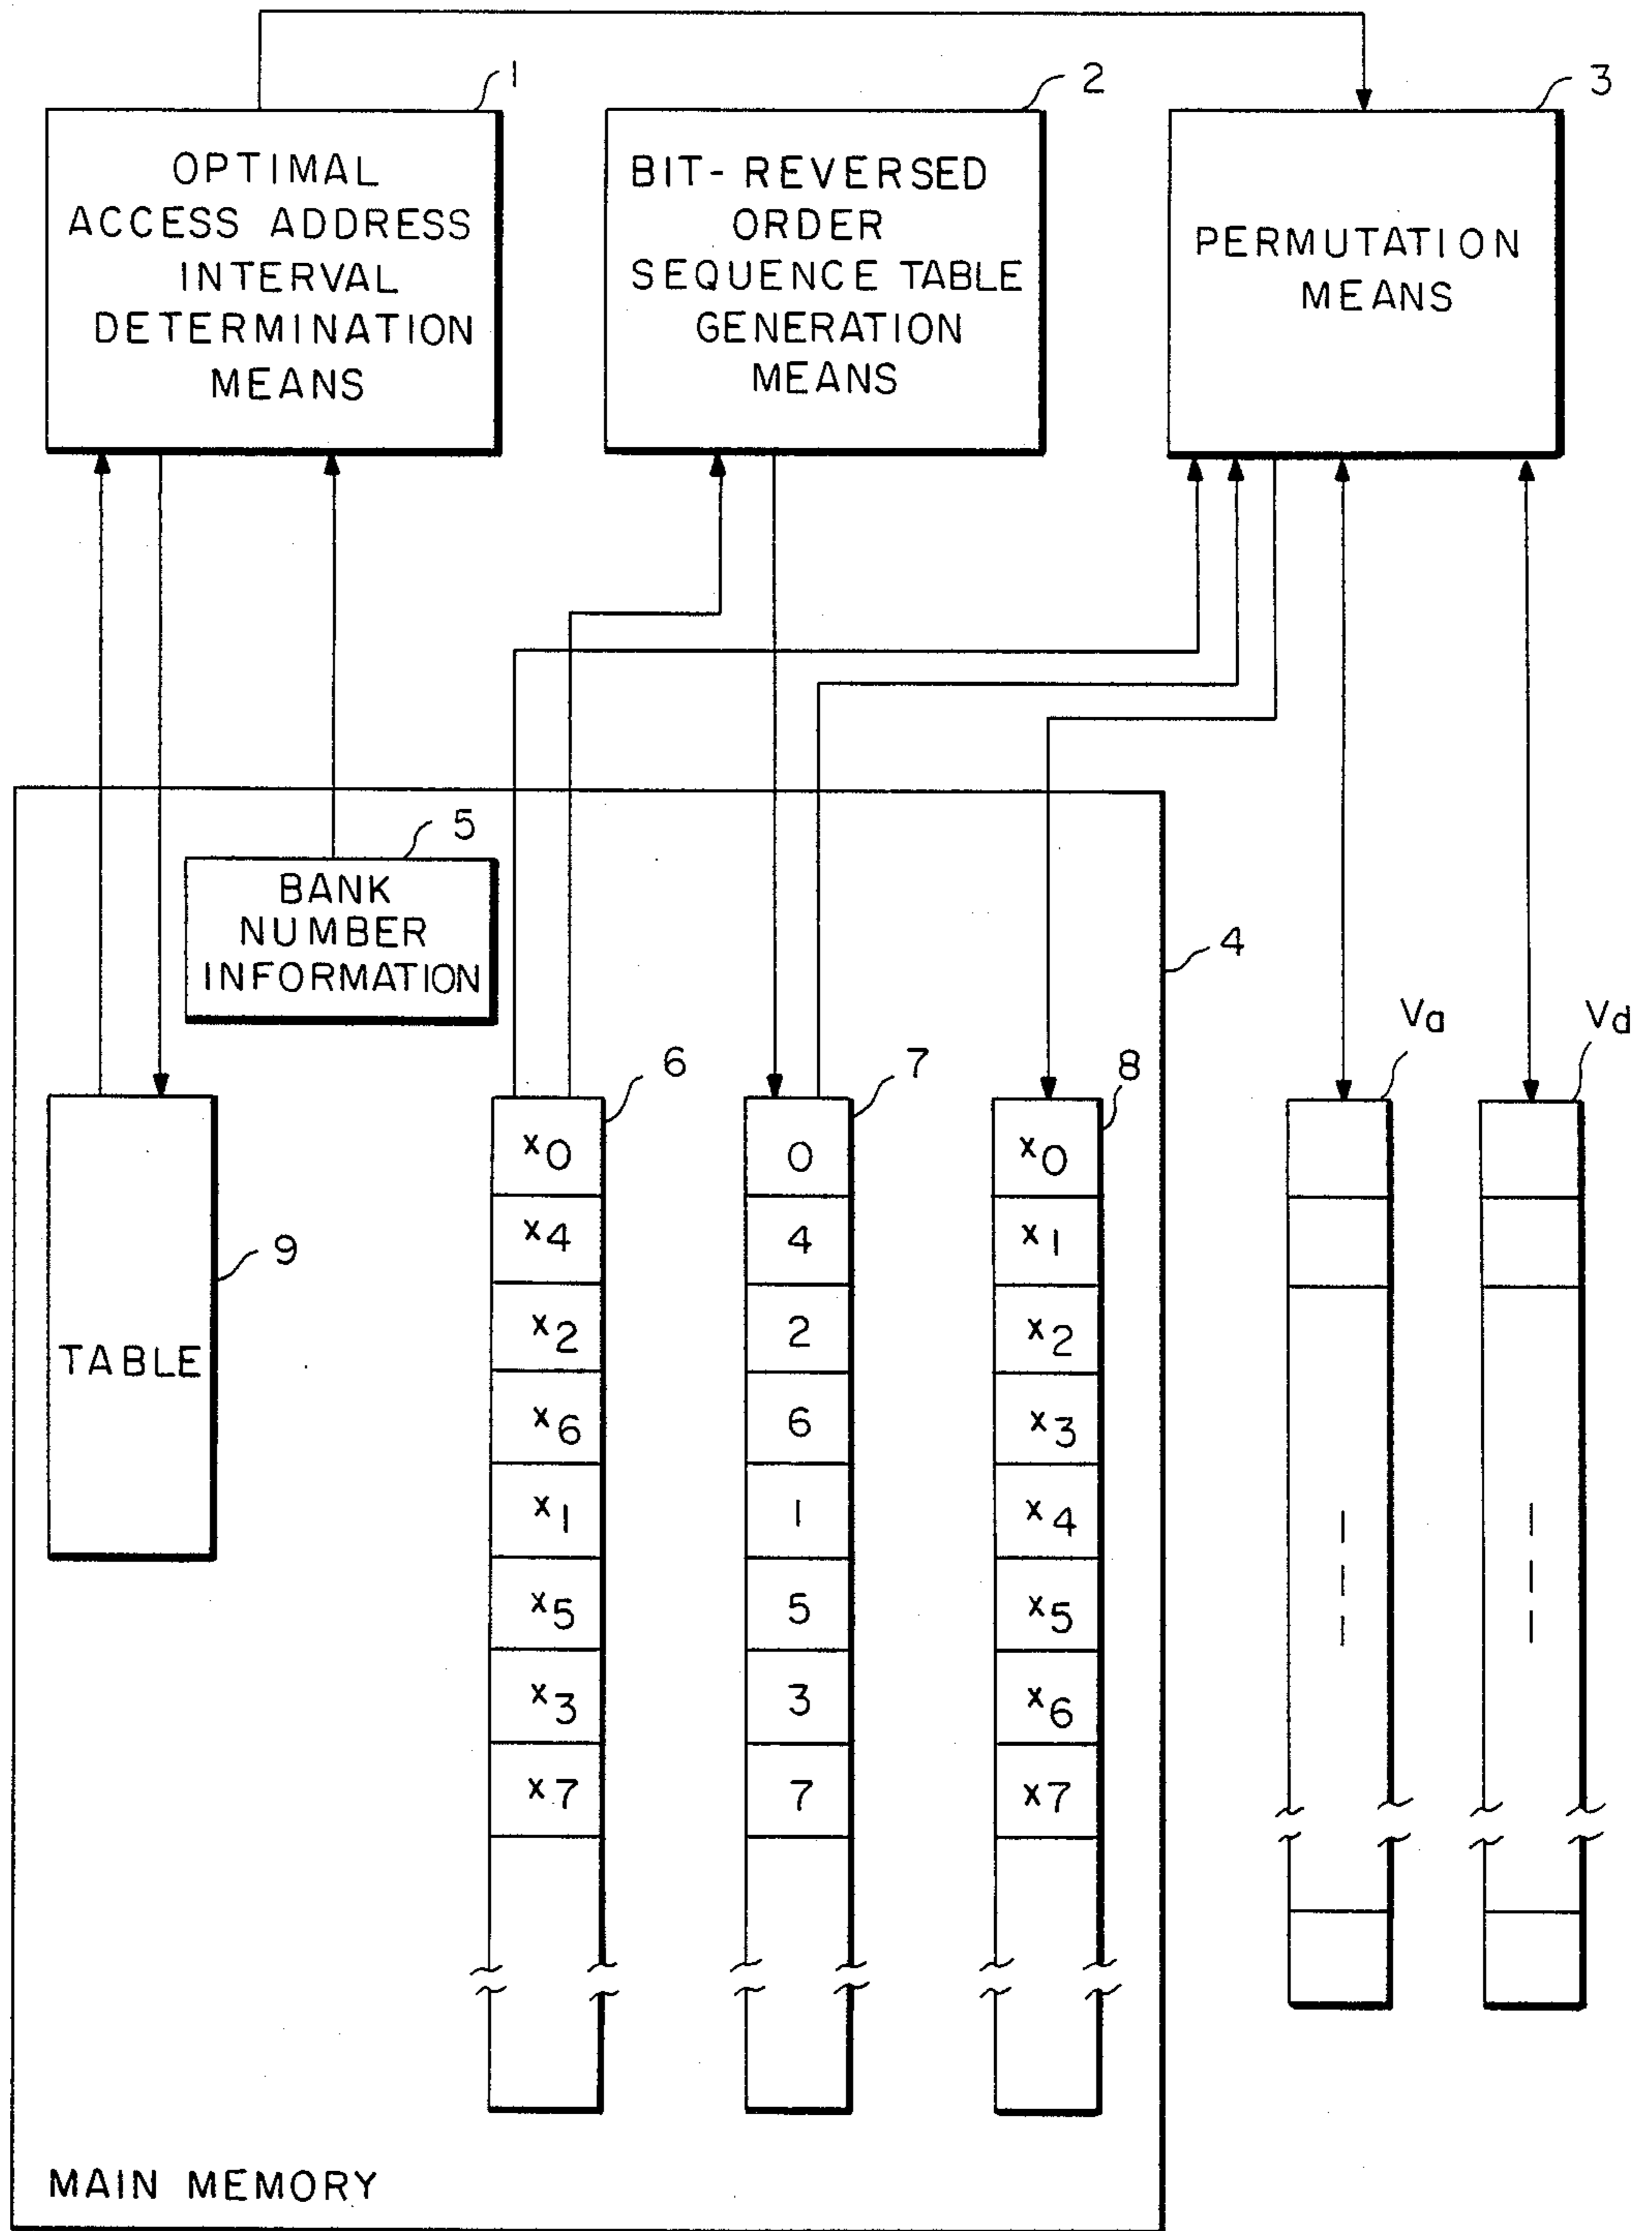 1
2
3
OPTIMAL
ACCESS ADDRESS
INTERVAL
DETERMINATION
MEANS
BIT-REVERSED
ORDER
SEQUENCE TABLE
GENERATION
MEANS
PERMUTATION
MEANS
5
BANK
NUMBER
INFORMATION
4
Va
Vd
6
7
8
9
TABLE
x0
x4
x2
x6
x1
x5
x3
x7
0
4
2
6
1
5
3
7
x0
x1
x2
x3
x4
x5
x6
x7
MAIN MEMORY